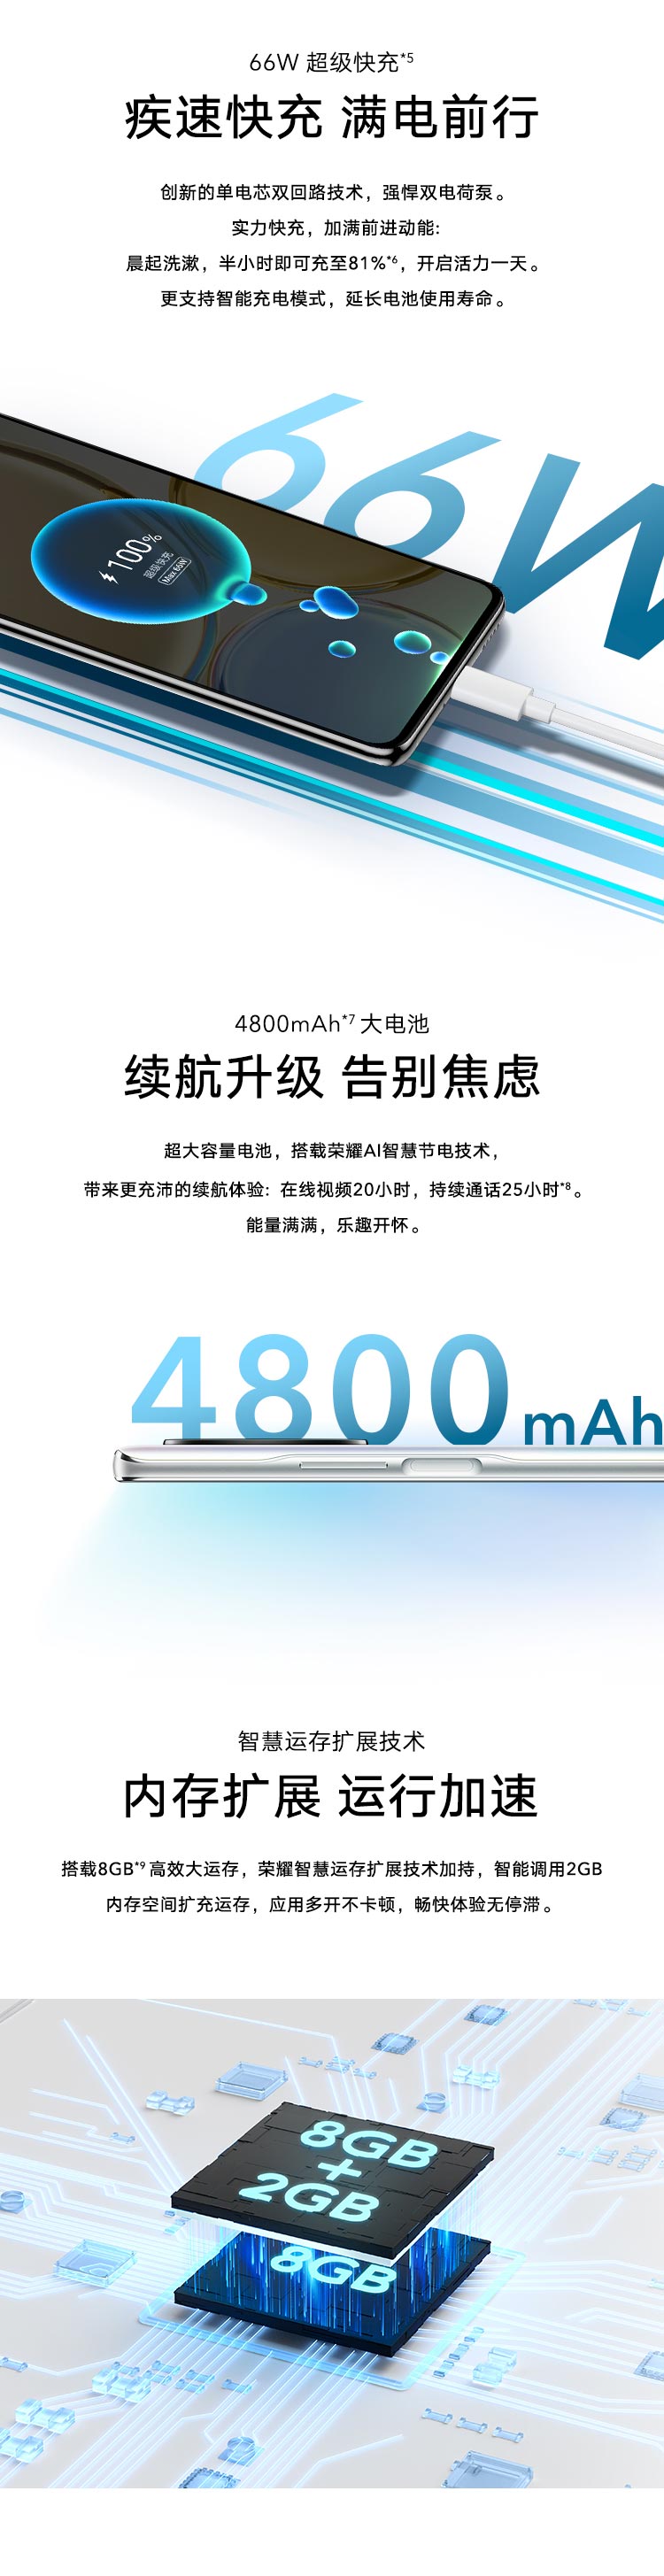 66W 超级快充*5
疾速快充 满电前行
创新的单电芯双回路技术，强悍双电荷泵。
实力快充，加满前进动能:
晨起洗漱，半小时即可充至81%*6，开启活力一天。
更支持智能充电模式，延长电池使用寿命。
66W
100%
超级快充
Max 66W
4800mAh*7 大电池
续航升级 告别焦虑
超大容量电池，搭载荣耀AI智慧节电技术，
带来更充沛的续航体验: 在线视频20小时，持续通话25小时*8。
能量满满，乐趣开怀。
4800mAh
智慧运存扩展技术
内存扩展 运行加速
搭载8GB*9高效大运存，荣耀智慧运存扩展技术加持，智能调用2GB
内存空间扩充运存，应用多开不卡顿，畅快体验无停滞。
8GB
+
2GB
8GB